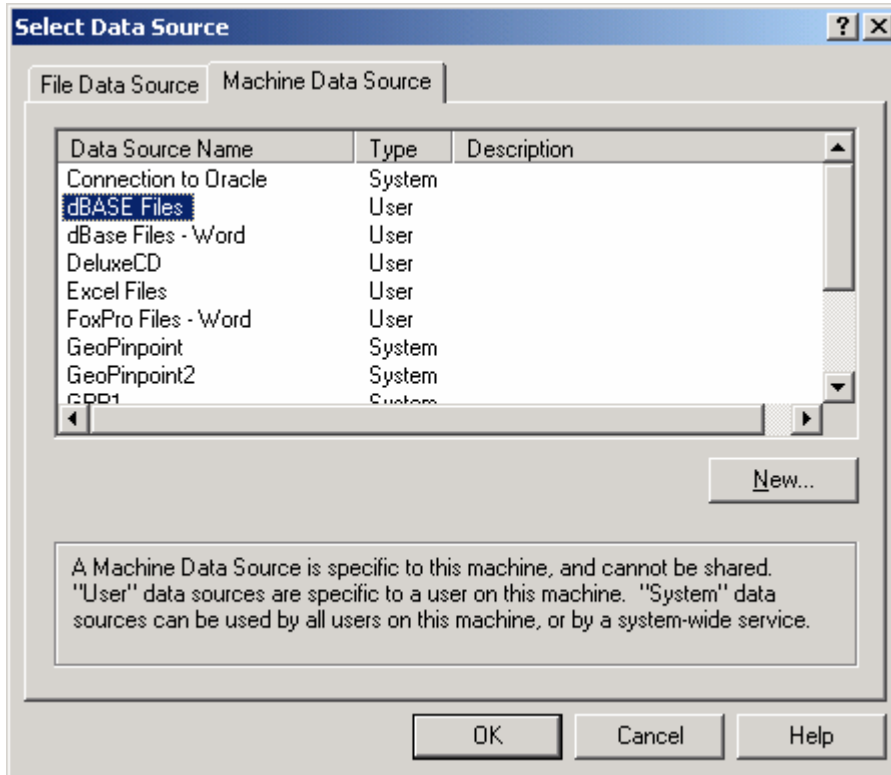 Select Data Source
File Data Source Machine Data Source
Data Source Name Type Description
Connection to Oracle System
dBASE Files User
dBase Files - Word User
DeluxeCD User
Excel Files User
FoxPro Files - Word User
GeoPinpoint System
GeoPinpoint2 System
GPP1 System
New...
A Machine Data Source is specific to this machine, and cannot be shared.
"User" data sources are specific to a user on this machine.  "System" data
sources can be used by all users on this machine, or by a system-wide service.
OK Cancel Help